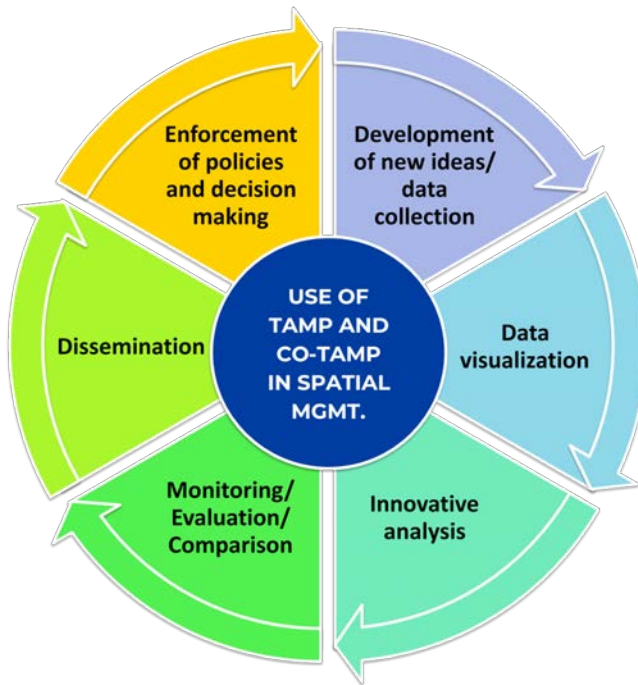 Enforcement
of policies
and decision
making
Development
of new ideas/
data
collection
Data
visualization
Innovative
analysis
Monitoring/
Evaluation/
Comparison
Dissemination
USE OF
TAMP AND
CO-TAMP
IN SPATIAL
MGMT.